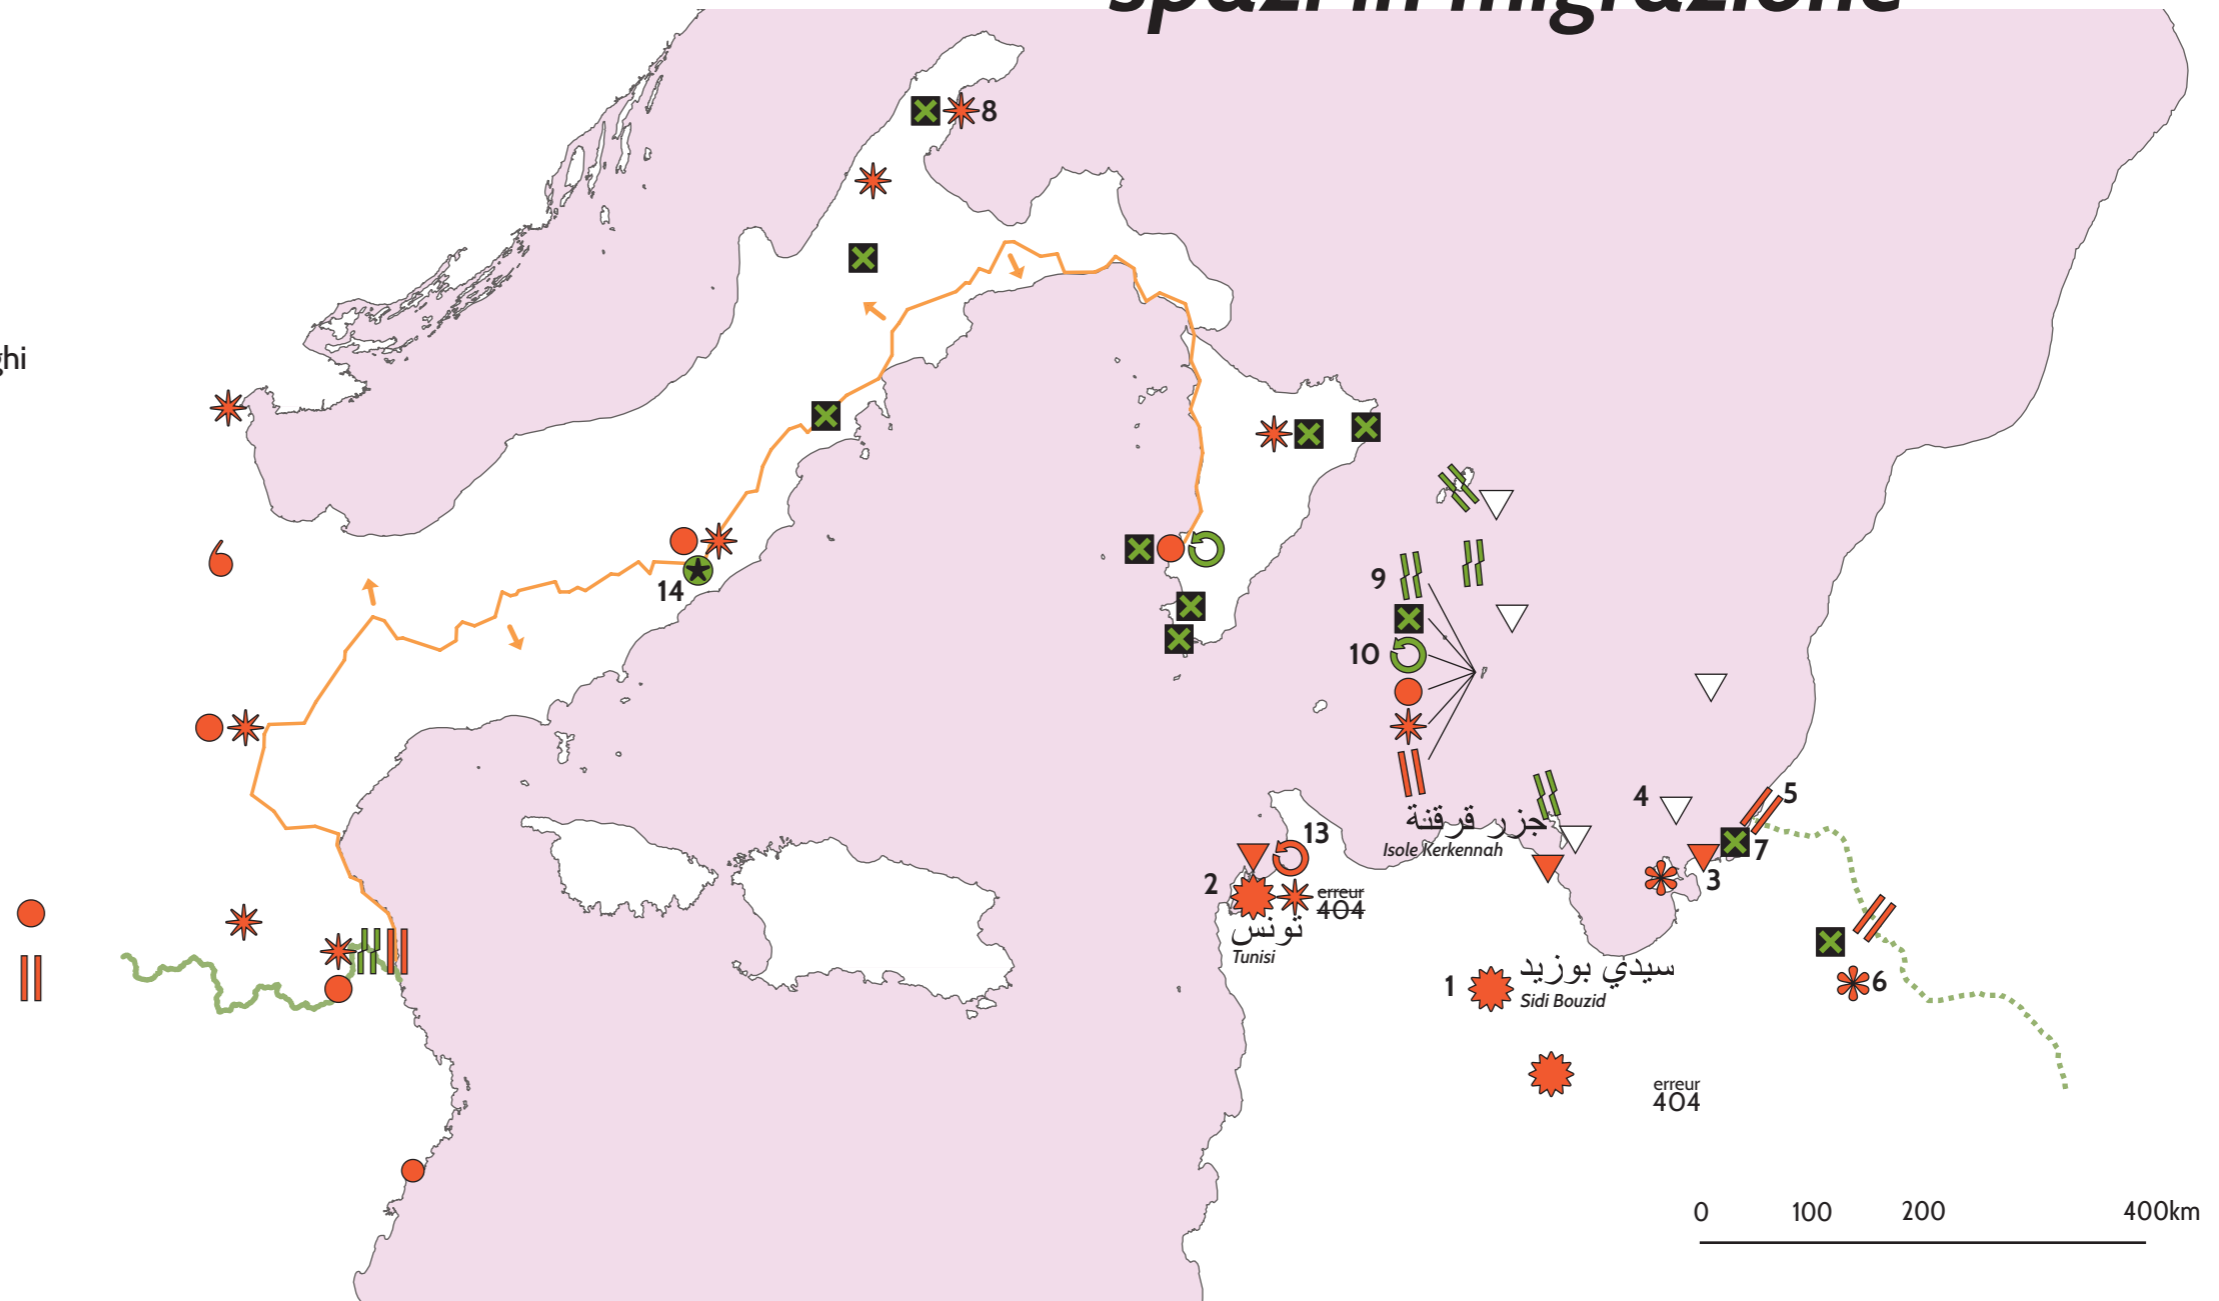 spazi in migrazione
8
ghi
14
9
10
4
5
7
3
جزر قرقنة
Isole Kerkennah
13
2
erreur
404
تونس
Tunisi
1
سيدي بوزيد
Sidi Bouzid
6
erreur
404
0 100 200 400km